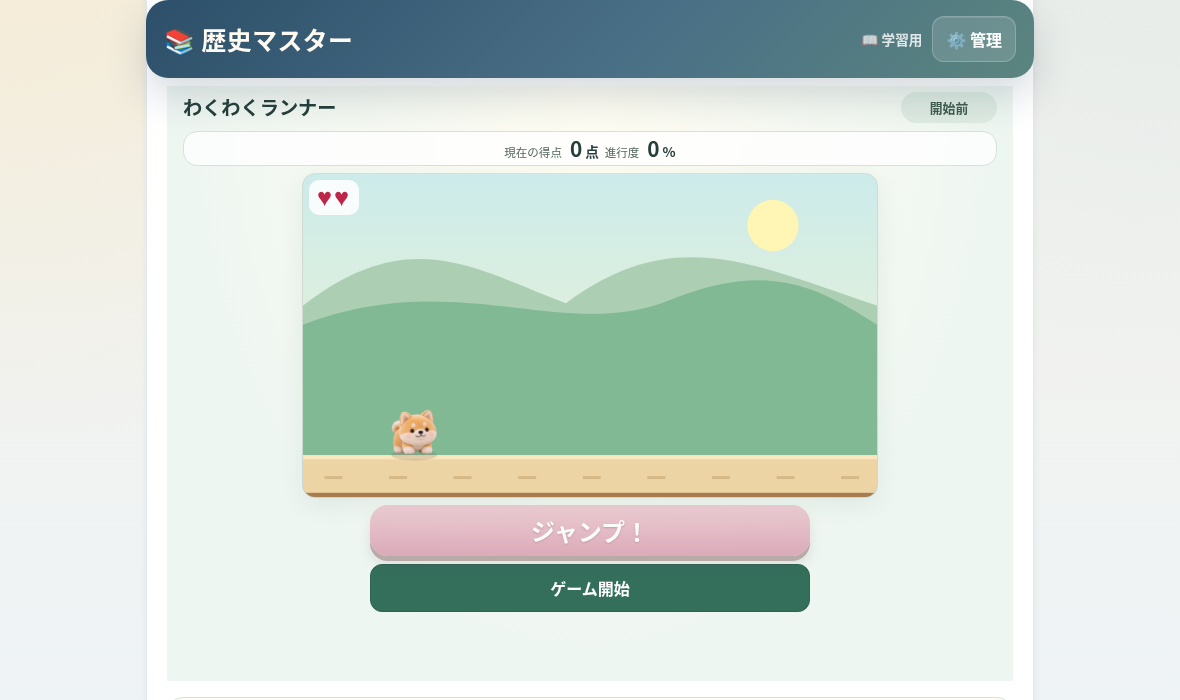 📚 歴史マスター
📖 学習用
⚙️ 管理
わくわくランナー
開始前
現在の得点 0 点 進行度 0 %
♥♥
ジャンプ！
ゲーム開始